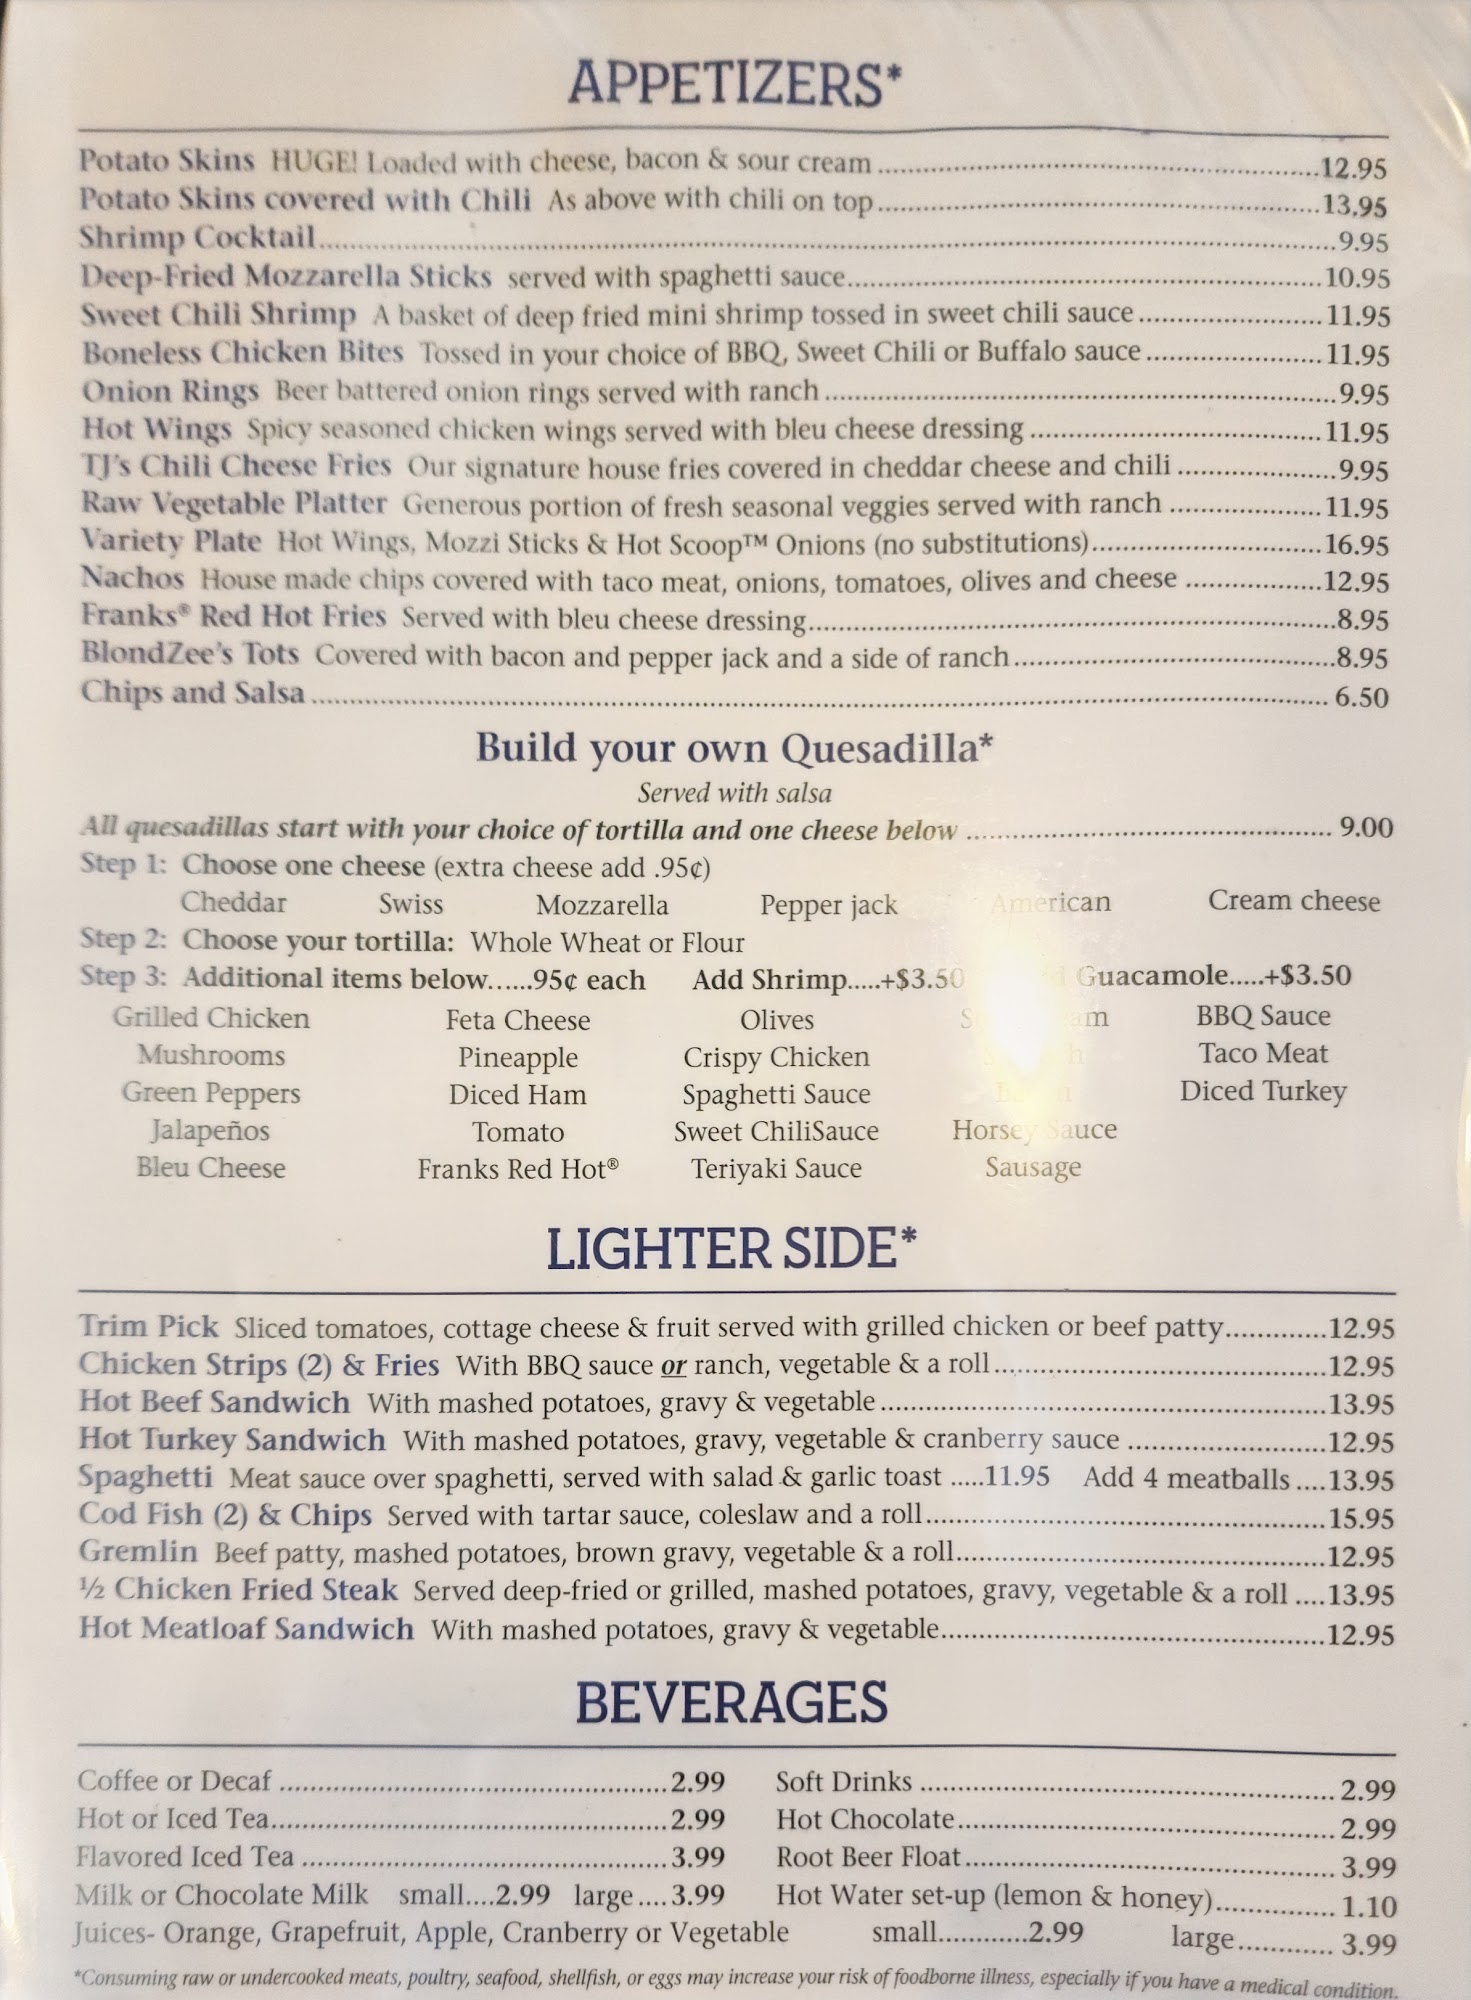 APPETIZERS*
Potato Skins HUGE! Loaded with cheese, bacon & sour cream ..... 12.95
Potato Skins covered with Chili As above with chili on top ..... 13.95
Shrimp Cocktail ..... 9.95
Deep-Fried Mozzarella Sticks served with spaghetti sauce ..... 10.95
Sweet Chili Shrimp A basket of deep fried mini shrimp tossed in sweet chili sauce ..... 11.95
Boneless Chicken Bites Tossed in your choice of BBQ, Sweet Chili or Buffalo sauce ..... 11.95
Onion Rings Beer battered onion rings served with ranch ..... 9.95
Hot Wings Spicy seasoned chicken wings served with bleu cheese dressing ..... 11.95
TJ's Chili Cheese Fries Our signature house fries covered in cheddar cheese and chili ..... 9.95
Raw Vegetable Platter Generous portion of fresh seasonal veggies served with ranch ..... 11.95
Variety Plate Hot Wings, Mozzi Sticks & Hot Scoop™ Onions (no substitutions) ..... 16.95
Nachos House made chips covered with taco meat, onions, tomatoes, olives and cheese ..... 12.95
Franks® Red Hot Fries Served with bleu cheese dressing ..... 8.95
BlondZee's Tots Covered with bacon and pepper jack and a side of ranch ..... 8.95
Chips and Salsa ..... 6.50
Build your own Quesadilla*
Served with salsa
All quesadillas start with your choice of tortilla and one cheese below ..... 9.00
Step 1: Choose one cheese (extra cheese add .95¢)
Cheddar Swiss Mozzarella Pepper jack American Cream cheese
Step 2: Choose your tortilla: Whole Wheat or Flour
Step 3: Additional items below......95¢ each Add Shrimp.....+$3.50 Guacamole.....+$3.50
Grilled Chicken Feta Cheese Olives BBQ Sauce
Mushrooms Pineapple Crispy Chicken Taco Meat
Green Peppers Diced Ham Spaghetti Sauce Diced Turkey
Jalapeños Tomato Sweet ChiliSauce Horsey Sauce
Bleu Cheese Franks Red Hot® Teriyaki Sauce Sausage
LIGHTER SIDE*
Trim Pick Sliced tomatoes, cottage cheese & fruit served with grilled chicken or beef patty ..... 12.95
Chicken Strips (2) & Fries With BBQ sauce or ranch, vegetable & a roll ..... 12.95
Hot Beef Sandwich With mashed potatoes, gravy & vegetable ..... 13.95
Hot Turkey Sandwich With mashed potatoes, gravy, vegetable & cranberry sauce ..... 12.95
Spaghetti Meat sauce over spaghetti, served with salad & garlic toast .....11.95 Add 4 meatballs ....13.95
Cod Fish (2) & Chips Served with tartar sauce, coleslaw and a roll ..... 15.95
Gremlin Beef patty, mashed potatoes, brown gravy, vegetable & a roll ..... 12.95
½ Chicken Fried Steak Served deep-fried or grilled, mashed potatoes, gravy, vegetable & a roll ....13.95
Hot Meatloaf Sandwich With mashed potatoes, gravy & vegetable ..... 12.95
BEVERAGES
Coffee or Decaf ..... 2.99 Soft Drinks ..... 2.99
Hot or Iced Tea ..... 2.99 Hot Chocolate ..... 2.99
Flavored Iced Tea ..... 3.99 Root Beer Float ..... 3.99
Milk or Chocolate Milk small....2.99 large....3.99 Hot Water set-up (lemon & honey) ..... 1.10
Juices- Orange, Grapefruit, Apple, Cranberry or Vegetable small............2.99 large............ 3.99
*Consuming raw or undercooked meats, poultry, seafood, shellfish, or eggs may increase your risk of foodborne illness, especially if you have a medical condition.